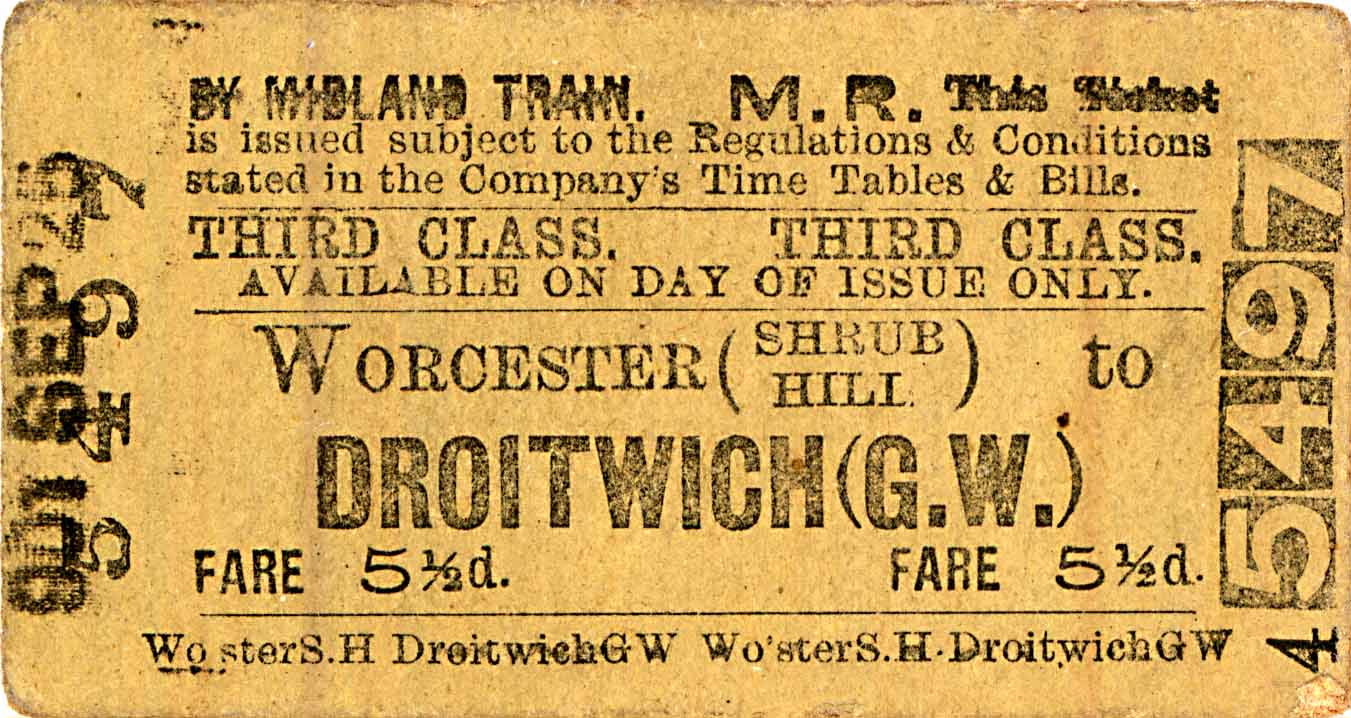 BY MIDLAND TRAIN. M.R. This Ticket
is issued subject to the Regulations & Conditions
stated in the Company's Time Tables & Bills.
THIRD CLASS. THIRD CLASS.
AVAILABLE ON DAY OF ISSUE ONLY.
WORCESTER (SHRUB HILL) to
DROITWICH (G.W.)
FARE 5½d. FARE 5½d.
Wo'sterS.H DroitwichGW Wo'sterS.H.DroitwichGW
5497
SEP
5497
4